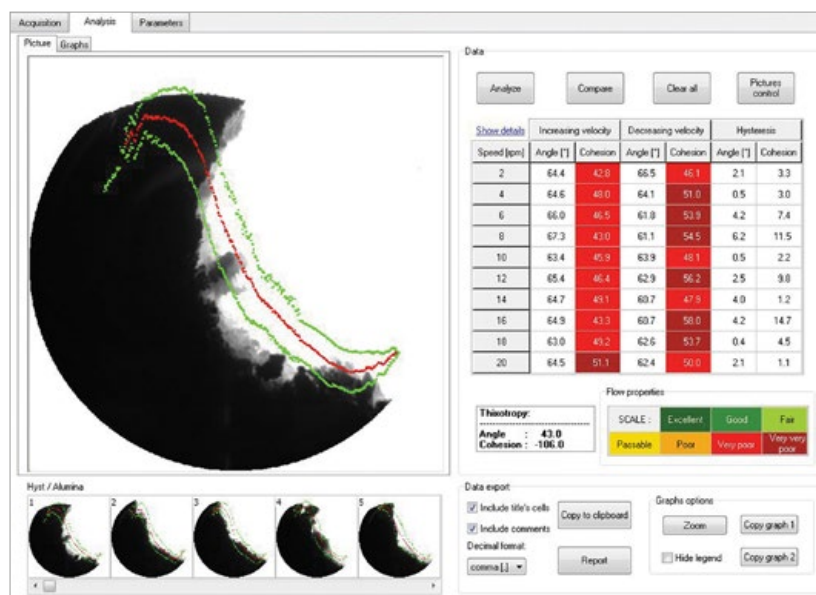 Acquisition Analysis Parameters
Picture Graphs
Data
Analyze Compare Clear all Pictures control
Show details Increasing velocity Decreasing velocity Hysteresis
Speed [rpm] Angle [°] Cohesion Angle [°] Cohesion Angle [°] Cohesion
2 64.4 42.8 66.5 46.1 2.1 3.3
4 64.6 48.0 64.1 51.0 0.5 3.0
6 66.0 46.5 61.8 53.9 4.2 7.4
8 67.3 43.0 61.1 54.5 6.2 11.5
10 63.4 45.9 63.9 48.1 0.5 2.2
12 65.4 46.4 62.9 56.2 2.5 9.8
14 64.7 49.1 60.7 47.9 4.0 1.2
16 64.9 43.3 60.7 58.0 4.2 14.7
18 63.0 49.2 62.6 53.7 0.4 4.5
20 64.5 51.1 62.4 50.0 2.1 1.1
Flow properties
Thixotropy:
Angle : 43.0
Cohesion : -106.0
SCALE : Excellent Good Fair
Passable Poor Very poor Very very poor
Hyst / Alumina
1 2 3 4 5
Data export
Include title's cells
Include comments
Copy to clipboard
Decimal format:
comma [,]
Report
Graphs options
Zoom Copy graph 1
Hide legend Copy graph 2